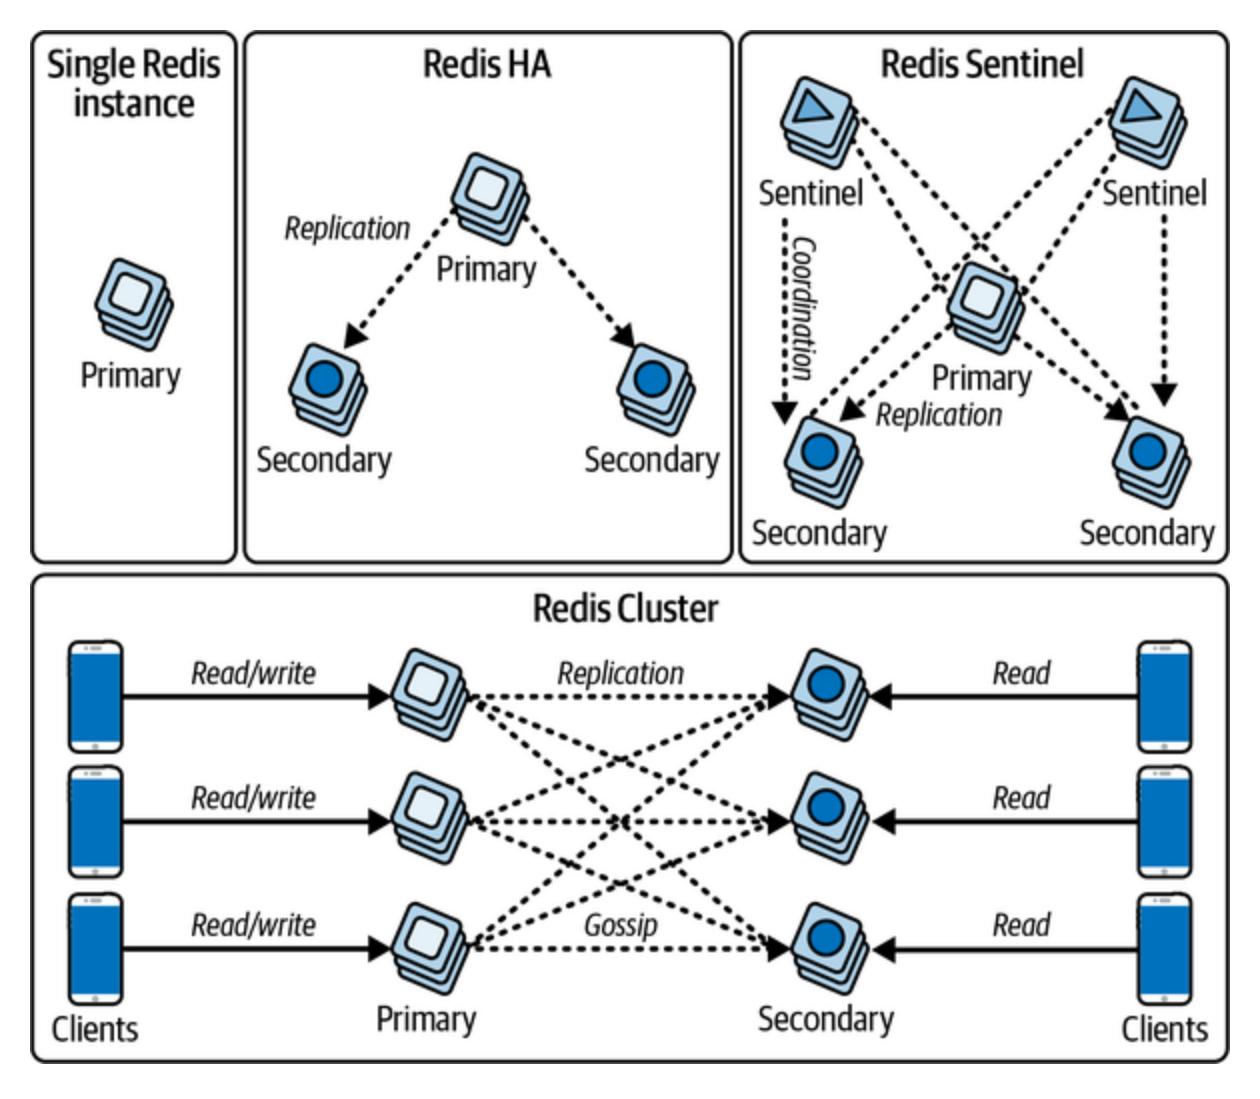 Single Redis
instance
Primary
Redis HA
Replication
Primary
Secondary
Secondary
Redis Sentinel
Sentinel
Sentinel
Coordination
Primary
Replication
Secondary
Secondary
Redis Cluster
Read/write
Replication
Read
Read/write
Read
Read/write
Gossip
Read
Clients
Primary
Secondary
Clients